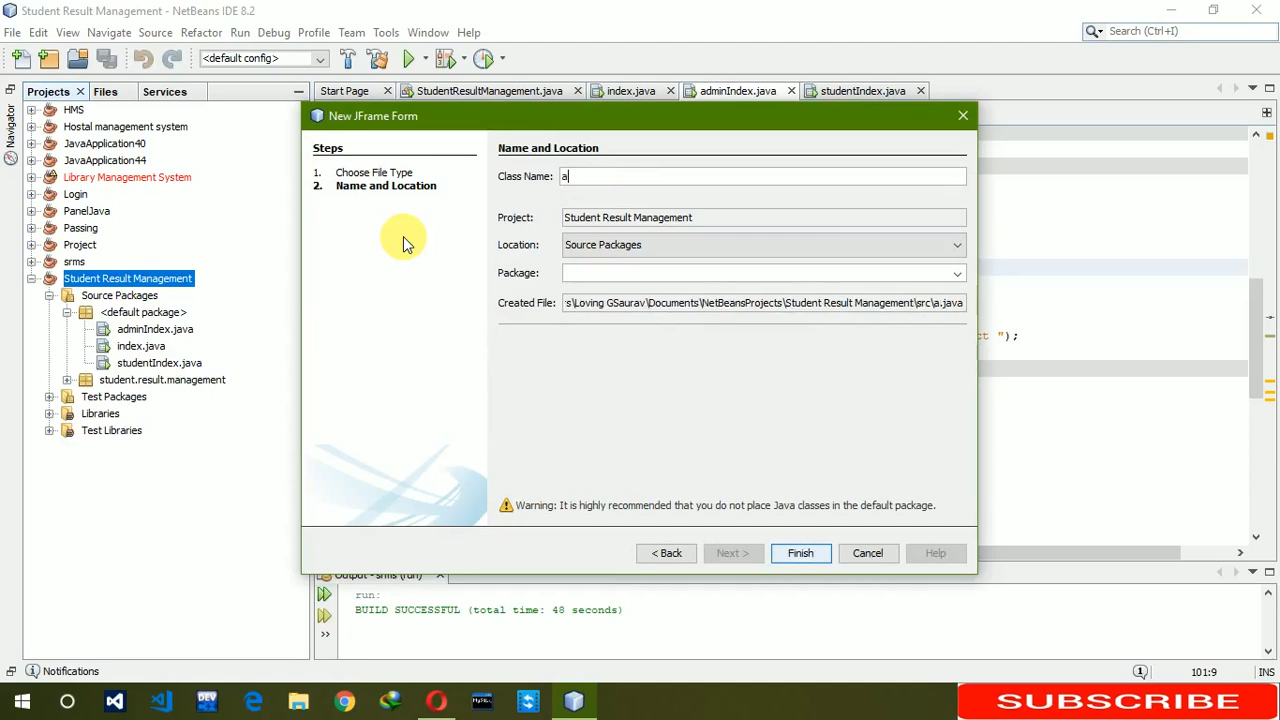 Student Result Management - NetBeans IDE 8.2
File Edit View Navigate Source Refactor Run Debug Profile Team Tools Window Help
Search (Ctrl+I)
<default config>
Projects Files Services
Start Page StudentResultManagement.java index.java adminIndex.java studentIndex.java
Navigator
HMS
Hostal management system
JavaApplication40
JavaApplication44
Library Management System
Login
PanelJava
Passing
Project
srms
Student Result Management
Source Packages
<default package>
adminIndex.java
index.java
studentIndex.java
student.result.management
Test Packages
Libraries
Test Libraries
New JFrame Form
Steps
1. Choose File Type
2. Name and Location
Name and Location
Class Name: a
Project: Student Result Management
Location: Source Packages
Package:
Created File: s\Loving GSaurav\Documents\NetBeansProjects\Student Result Management\src\a.java
Warning: It is highly recommended that you do not place Java classes in the default package.
< Back Next > Finish Cancel Help
");
Output - srms (run)
run:
BUILD SUCCESSFUL (total time: 48 seconds)
>>
Notifications
1
101:9 INS
DEV
MySQL
SUBSCRIBE